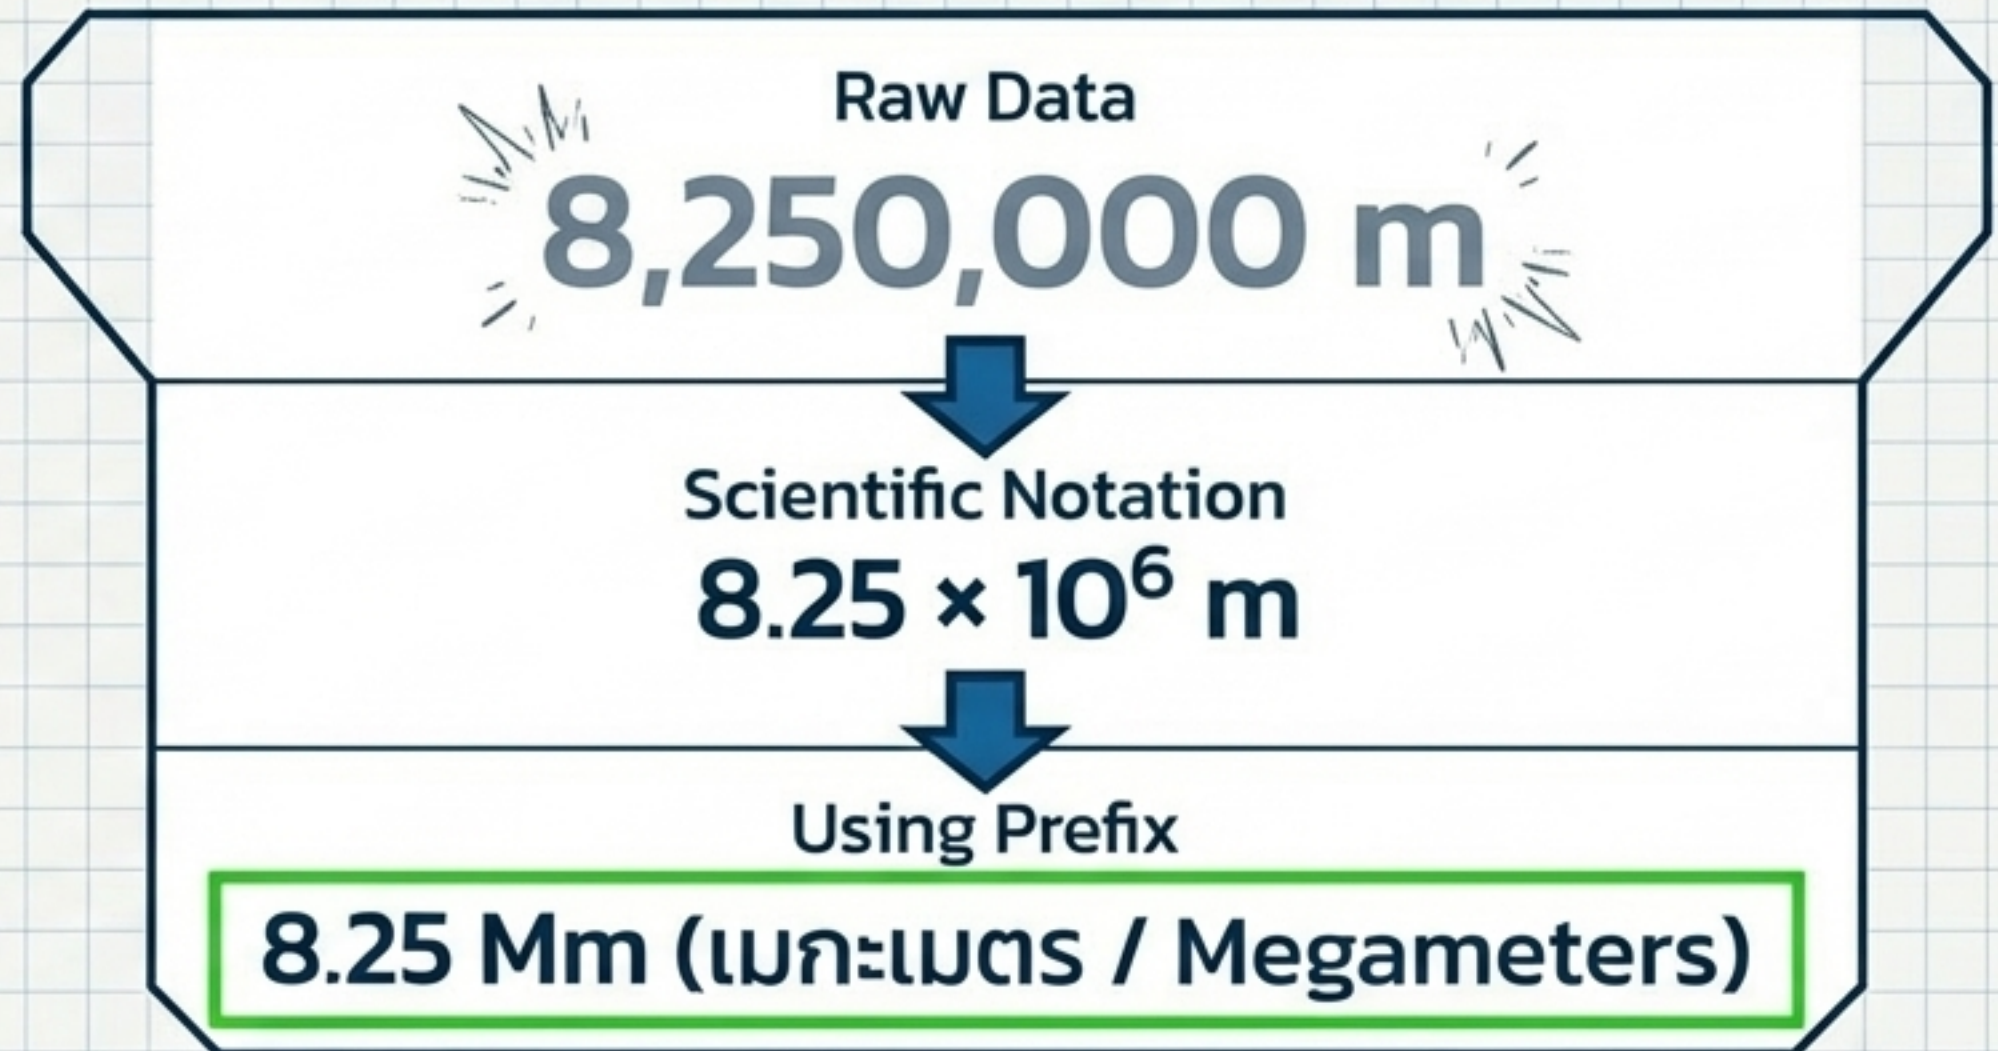 Raw Data
8,250,000 m
Scientific Notation
8.25 × 10⁶ m
Using Prefix
8.25 Mm (เมกะเมตร / Megameters)